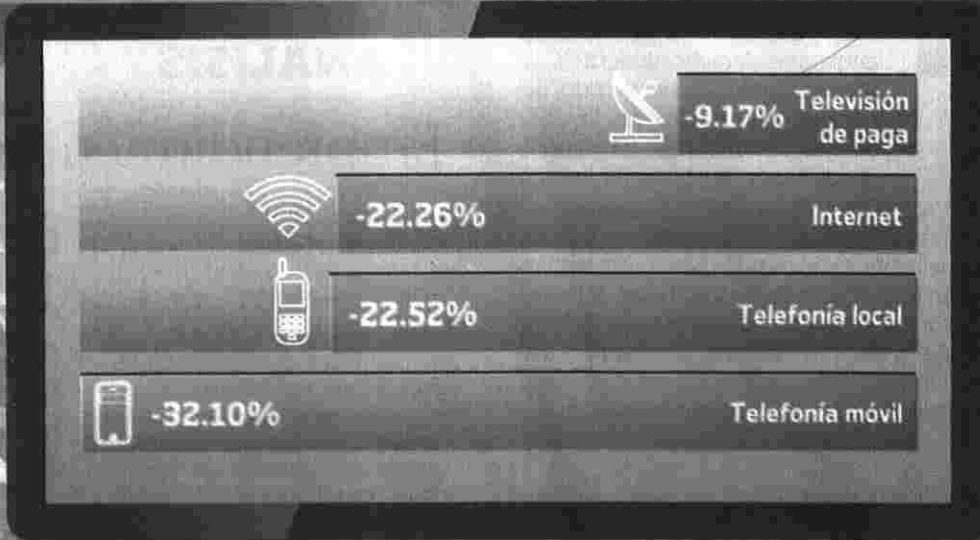 -9.17% Televisión
de paga
-22.26% Internet
-22.52% Telefonía local
-32.10% Telefonía móvil